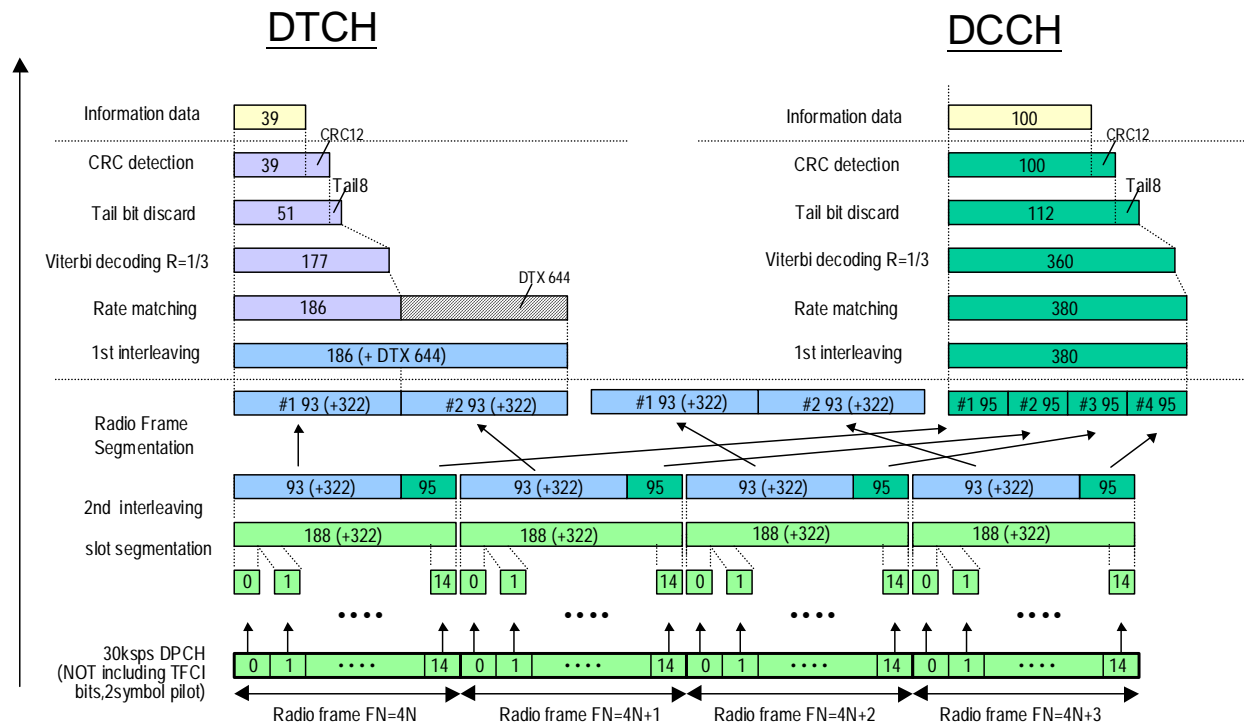 DTCH
DCCH
Information data
39
Information data
100
CRC12
CRC12
CRC detection
39
CRC detection
100
Tail8
Tail8
Tail bit discard
51
Tail bit discard
112
Viterbi decoding R=1/3
177
Viterbi decoding R=1/3
360
DTX 644
Rate matching
186
Rate matching
380
1st interleaving
186 (+ DTX 644)
1st interleaving
380
#1 93 (+322)
#2 93 (+322)
#1 93 (+322)
#2 93 (+322)
#1 95
#2 95
#3 95
#4 95
Radio Frame
Segmentation
93 (+322)
95
93 (+322)
95
93 (+322)
95
93 (+322)
95
2nd interleaving
188 (+322)
188 (+322)
188 (+322)
188 (+322)
slot segmentation
0
1
14
0
1
14
0
1
14
0
1
14
• • • •
• • • •
• • • •
• • • •
30ksps DPCH
(NOT including TFCI
bits,2symbol pilot)
0
1
• • • •
14
0
1
• • • •
14
0
1
• • • •
14
0
1
• • • •
14
Radio frame FN=4N
Radio frame FN=4N+1
Radio frame FN=4N+2
Radio frame FN=4N+3